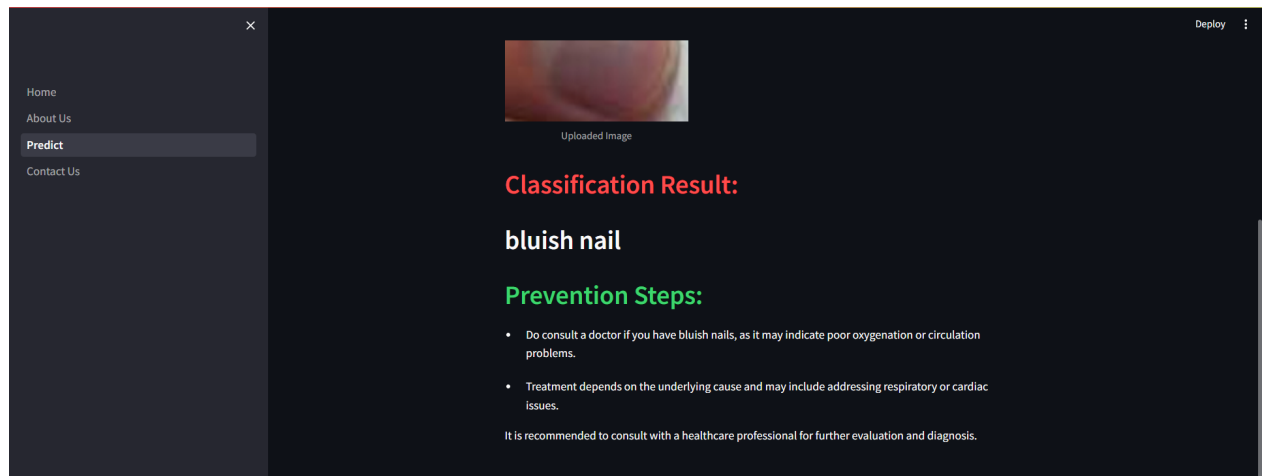 Deploy
Home
About Us
Predict
Contact Us
Uploaded Image
Classification Result:
bluish nail
Prevention Steps:
• Do consult a doctor if you have bluish nails, as it may indicate poor oxygenation or circulation
problems.
• Treatment depends on the underlying cause and may include addressing respiratory or cardiac
issues.
It is recommended to consult with a healthcare professional for further evaluation and diagnosis.